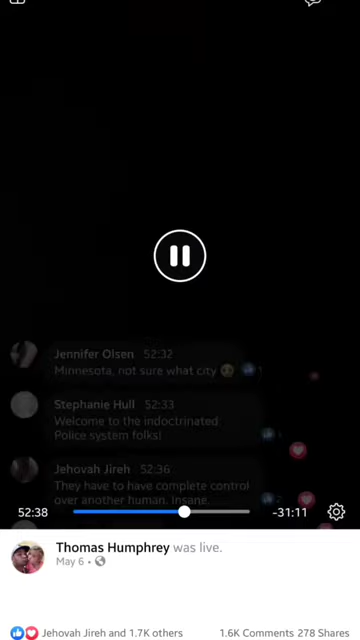 Jennifer Olsen 52:32
Minnesota, not sure what city
Stephanie Hull 52:33
Welcome to the indoctrinated
Police system folks!
Jehovah Jireh 52:36
They have to have complete control
over another human. Insane.
52:38 -31:11
Thomas Humphrey was live.
May 6 •
Jehovah Jireh and 1.7K others 1.6K Comments 278 Shares